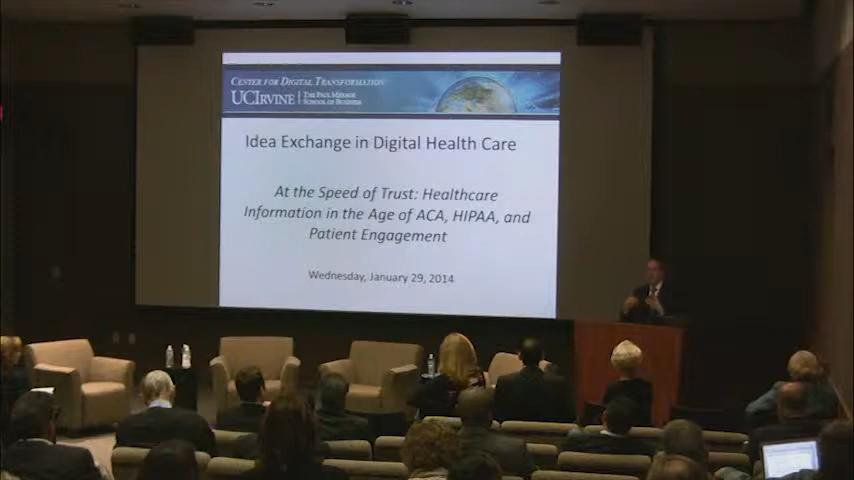 CENTER FOR DIGITAL TRANSFORMATION
UCIRVINE | THE PAUL MERAGE
SCHOOL OF BUSINESS
Idea Exchange in Digital Health Care
At the Speed of Trust: Healthcare
Information in the Age of ACA, HIPAA, and
Patient Engagement
Wednesday, January 29, 2014